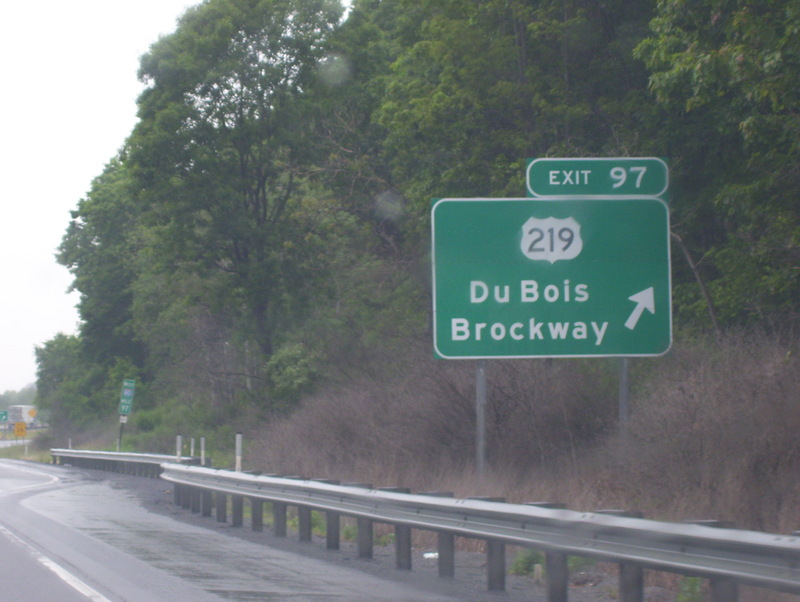 EXIT 97
219
Du Bois
Brockway